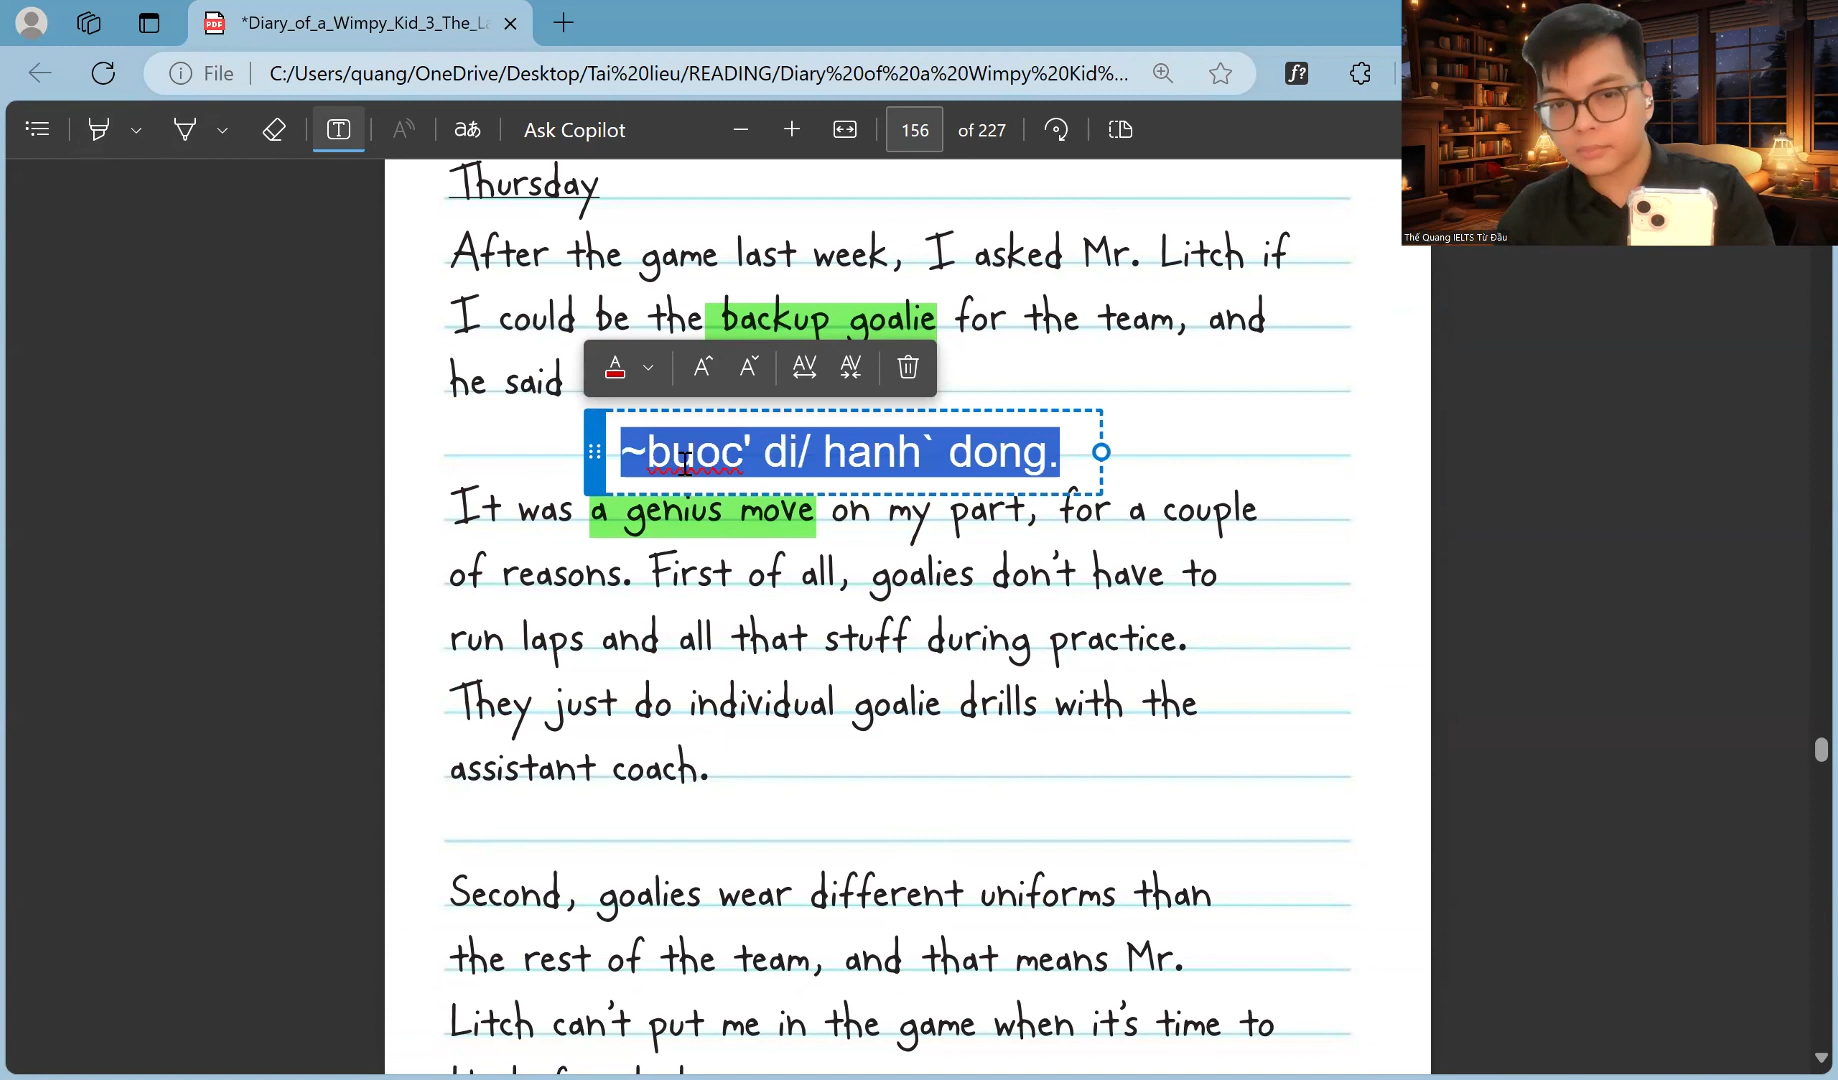 *Diary_of_a_Wimpy_Kid_3_The_La
File
C:/Users/quang/OneDrive/Desktop/Tai%20lieu/READING/Diary%20of%20a%20Wimpy%20Kid%...
Ask Copilot
156 of 227
Thế Quang IELTS Từ Đầu
Thursday
After the game last week, I asked Mr. Litch if
I could be the backup goalie for the team, and
he said
~buoc' di/ hanh` dong.
It was a genius move on my part, for a couple
of reasons. First of all, goalies don't have to
run laps and all that stuff during practice.
They just do individual goalie drills with the
assistant coach.
Second, goalies wear different uniforms than
the rest of the team, and that means Mr.
Litch can't put me in the game when it's time to